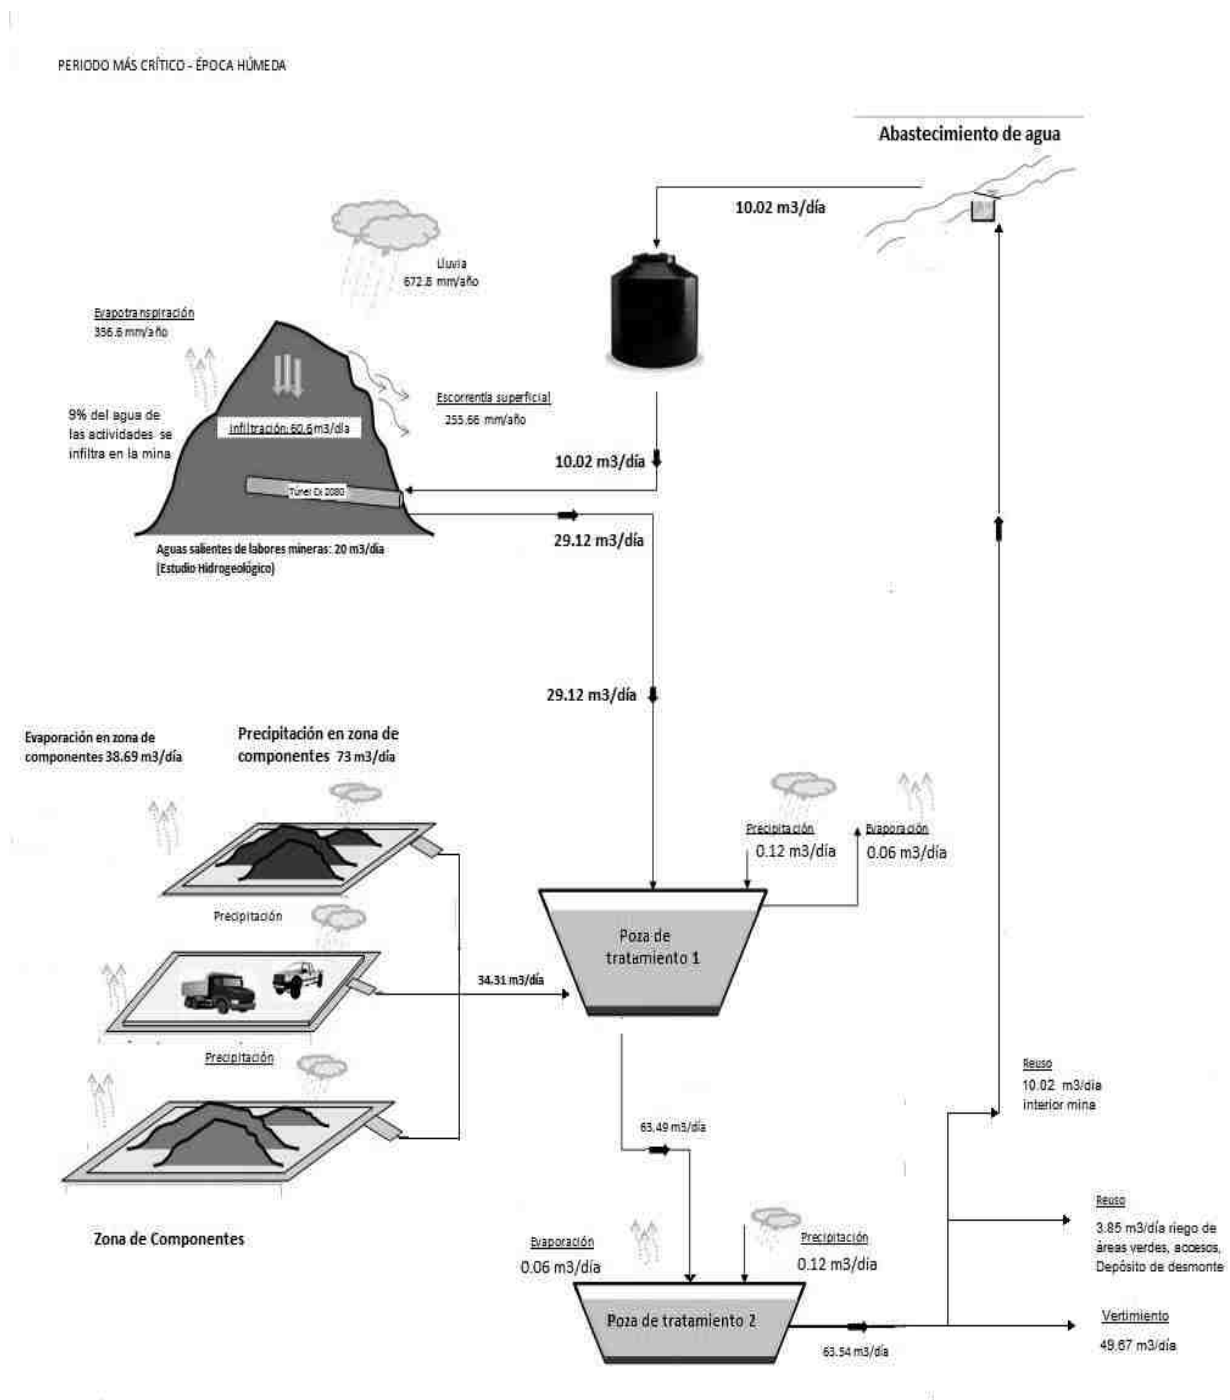 PERIODO MÁS CRÍTICO - ÉPOCA HÚMEDA
Abastecimiento de agua
10.02 m3/día
Lluvia
672.8 mm/año
Evapotranspiración
356.6 mm/año
Escorrentía superficial
255.66 mm/año
9% del agua de
las actividades se
infiltra en la mina
Infiltración: 60.6 m3/día
10.02 m3/día
Túnel Cx 2080
29.12 m3/día
Aguas salientes de labores mineras: 20 m3/día
(Estudio Hidrogeológico)
29.12 m3/día
Evaporación en zona de
componentes 38.69 m3/día
Precipitación en zona de
componentes 73 m3/día
Precipitación
0.12 m3/día
Evaporación
0.06 m3/día
Precipitación
Poza de
tratamiento 1
34.31 m3/día
Precipitación
Reuso
10.02 m3/día
interior mina
63.49 m3/día
Reuso
3.85 m3/día riego de
áreas verdes, accesos,
Depósito de desmonte
Zona de Componentes
Evaporación
0.06 m3/día
Precipitación
0.12 m3/día
Poza de tratamiento 2
63.54 m3/día
Vertimiento
49.67 m3/día